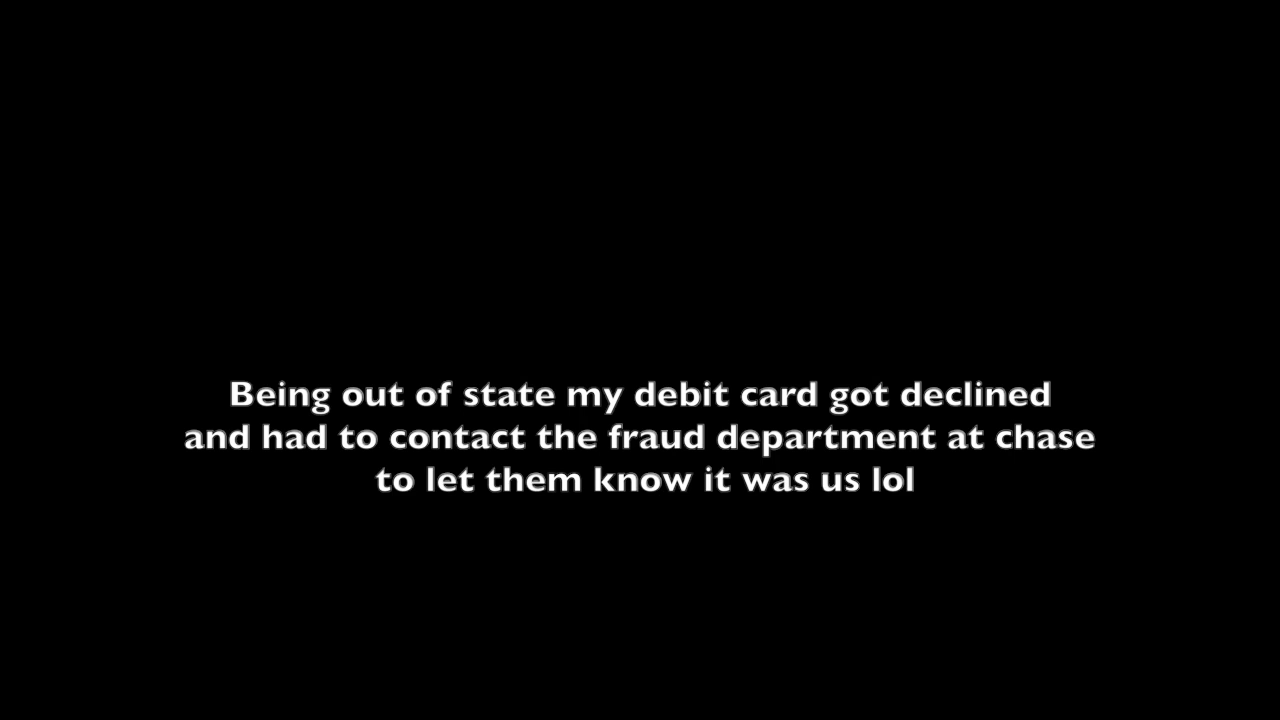 Being out of state my debit card got declined
and had to contact the fraud department at chase
to let them know it was us lol